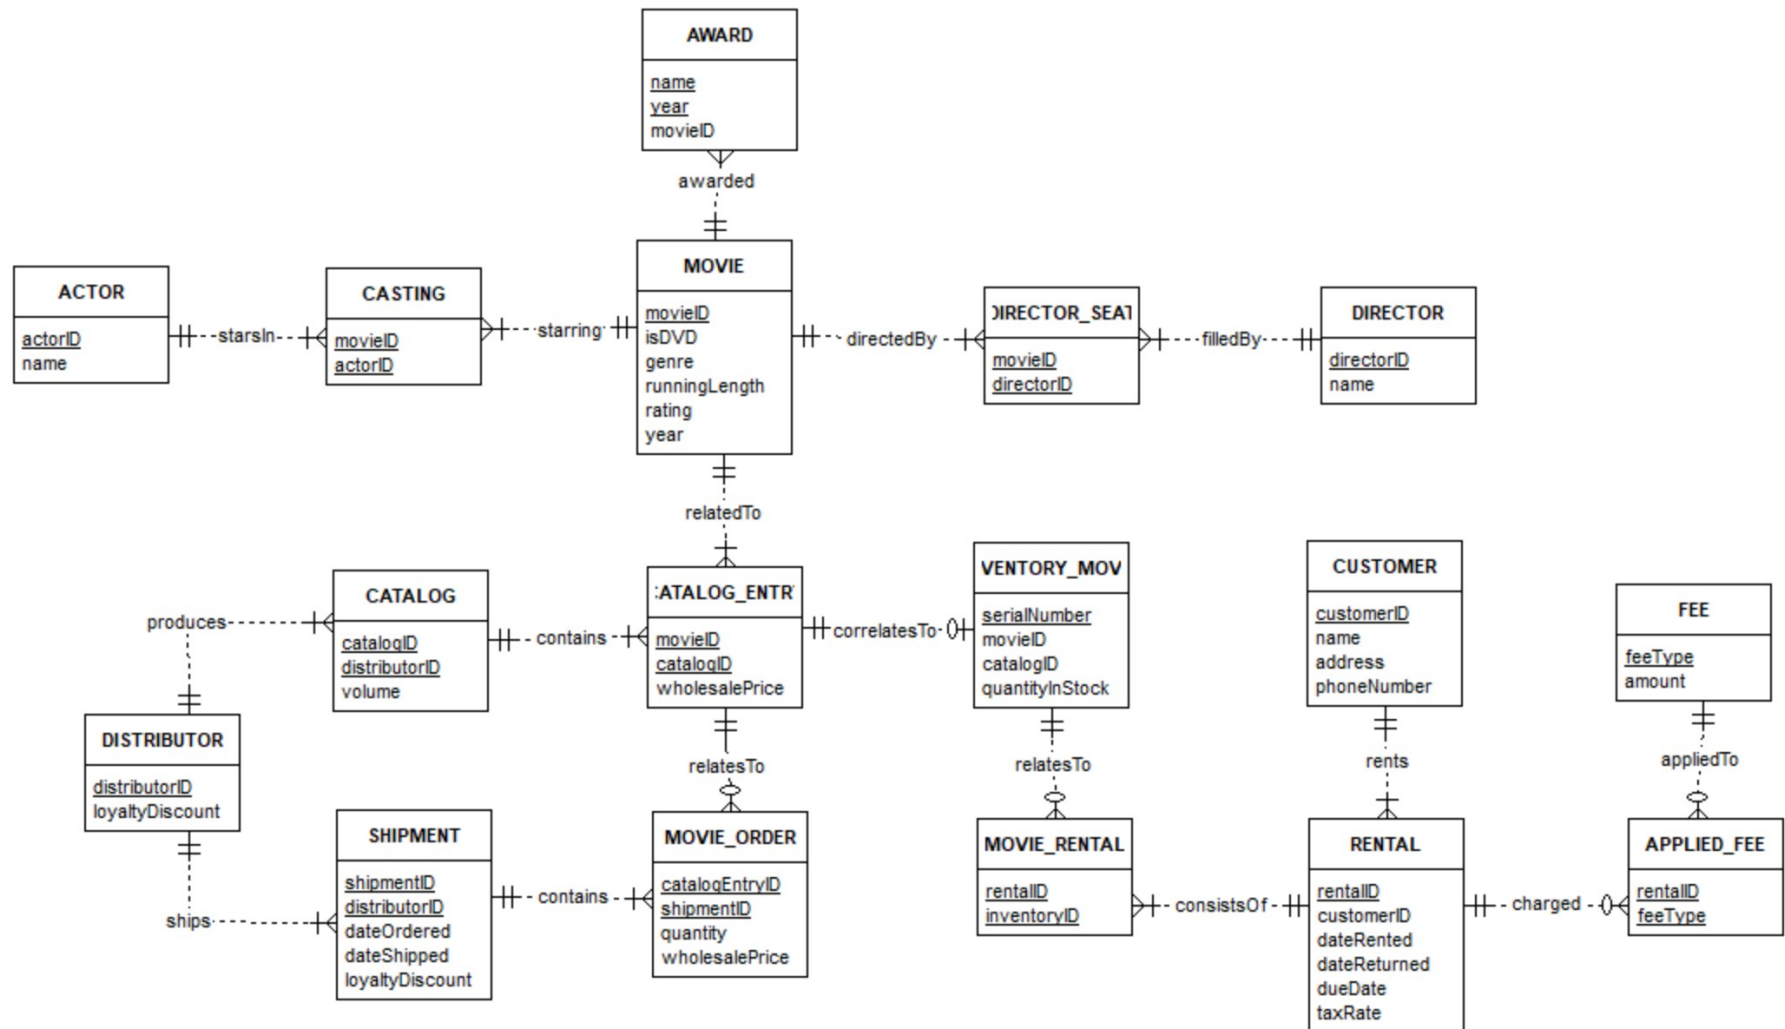 AWARD
name
year
movieID
awarded
MOVIE
movieID
isDVD
genre
runningLength
rating
year
ACTOR
actorID
name
starsIn
CASTING
movieID
actorID
starring
directedBy
DIRECTOR_SEAT
movieID
directorID
filledBy
DIRECTOR
directorID
name
relatedTo
produces
CATALOG
catalogID
distributorID
volume
contains
CATALOG_ENTR
movieID
catalogID
wholesalePrice
correlatesTo
VENTORY_MOV
serialNumber
movieID
catalogID
quantityInStock
CUSTOMER
customerID
name
address
phoneNumber
FEE
feeType
amount
DISTRIBUTOR
distributorID
loyaltyDiscount
relatesTo
relatesTo
rents
appliedTo
ships
SHIPMENT
shipmentID
distributorID
dateOrdered
dateShipped
loyaltyDiscount
contains
MOVIE_ORDER
catalogEntryID
shipmentID
quantity
wholesalePrice
MOVIE_RENTAL
rentalID
inventoryID
consistsOf
RENTAL
rentalID
customerID
dateRented
dateReturned
dueDate
taxRate
charged
APPLIED_FEE
rentalID
feeType